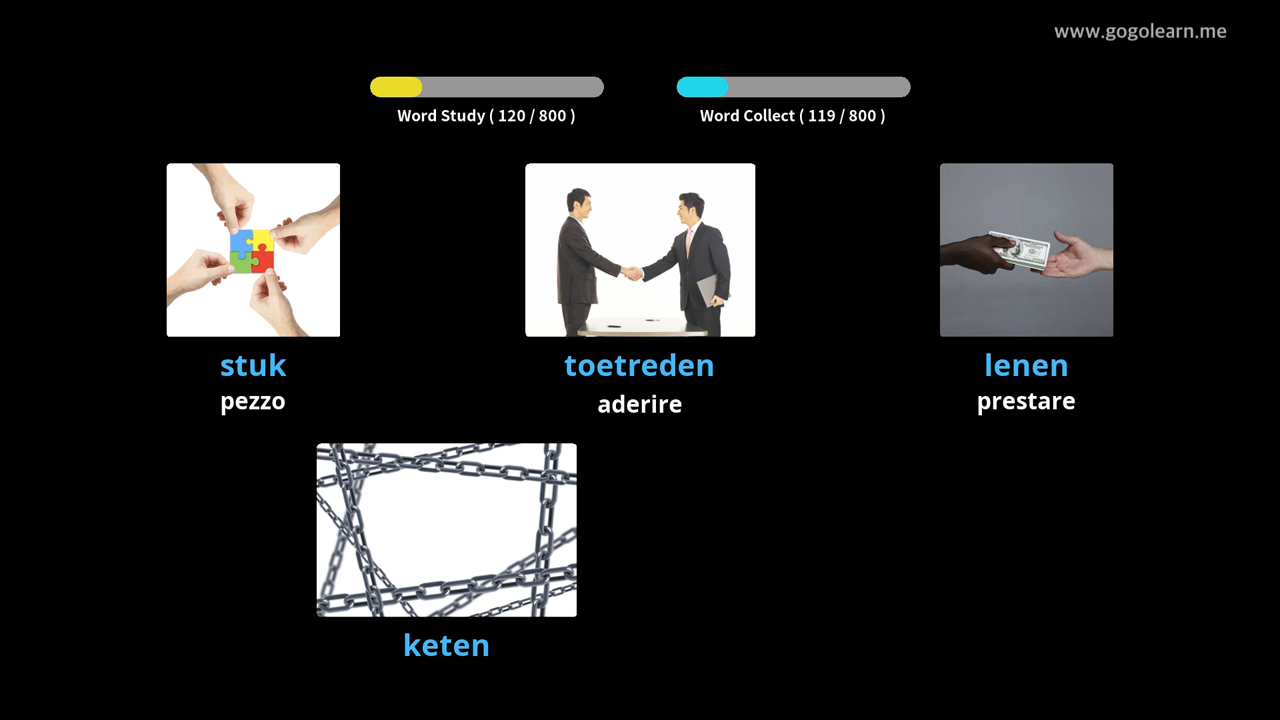 www.gogolearn.me
Word Study ( 120 / 800 )
Word Collect ( 119 / 800 )
stuk
pezzo
toetreden
aderire
lenen
prestare
keten